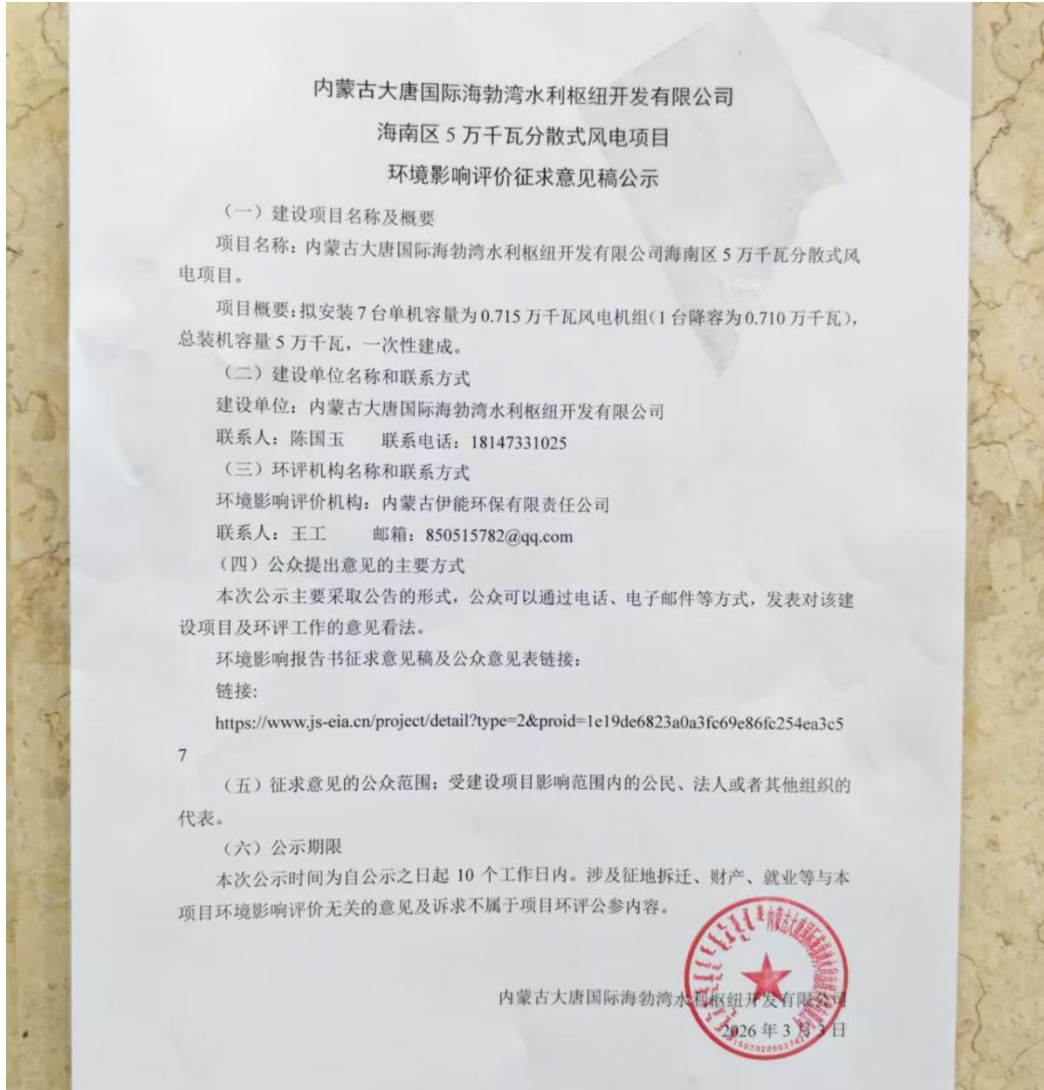 内蒙古大唐国际海勃湾水利枢纽开发有限公司
海南区 5 万千瓦分散式风电项目
环境影响评价征求意见稿公示
（一）建设项目名称及概要
项目名称：内蒙古大唐国际海勃湾水利枢纽开发有限公司海南区 5 万千瓦分散式风
电项目。
项目概要：拟安装 7 台单机容量为 0.715 万千瓦风电机组（1 台降容为 0.710 万千瓦），
总装机容量 5 万千瓦，一次性建成。
（二）建设单位名称和联系方式
建设单位：内蒙古大唐国际海勃湾水利枢纽开发有限公司
联系人：陈国玉 联系电话：18147331025
（三）环评机构名称和联系方式
环境影响评价机构：内蒙古伊能环保有限责任公司
联系人：王工 邮箱：850515782@qq.com
（四）公众提出意见的主要方式
本次公示主要采取公告的形式，公众可以通过电话、电子邮件等方式，发表对该建
设项目及环评工作的意见看法。
环境影响报告书征求意见稿及公众意见表链接：
链接:
https://www.js-eia.cn/project/detail?type=2&proid=1e19de6823a0a3fc69e86fc254ea3c5
7
（五）征求意见的公众范围：受建设项目影响范围内的公民、法人或者其他组织的
代表。
（六）公示期限
本次公示时间为自公示之日起 10 个工作日内。涉及征地拆迁、财产、就业等与本
项目环境影响评价无关的意见及诉求不属于项目环评公参内容。
内蒙古大唐国际海勃湾水利枢纽开发有限公司
2026 年 3 月 3 日